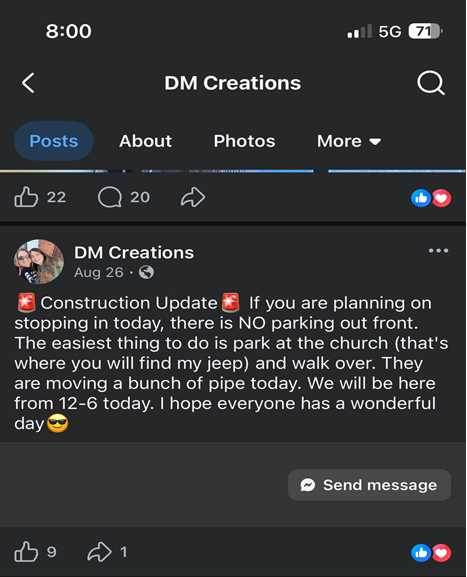 8:00 5G 71
DM Creations
Posts About Photos More
22 20
DM Creations
Aug 26 ·
🚨Construction Update🚨 If you are planning on
stopping in today, there is NO parking out front.
The easiest thing to do is park at the church (that's
where you will find my jeep) and walk over. They
are moving a bunch of pipe today. We will be here
from 12-6 today. I hope everyone has a wonderful
day😎
Send message
9 1